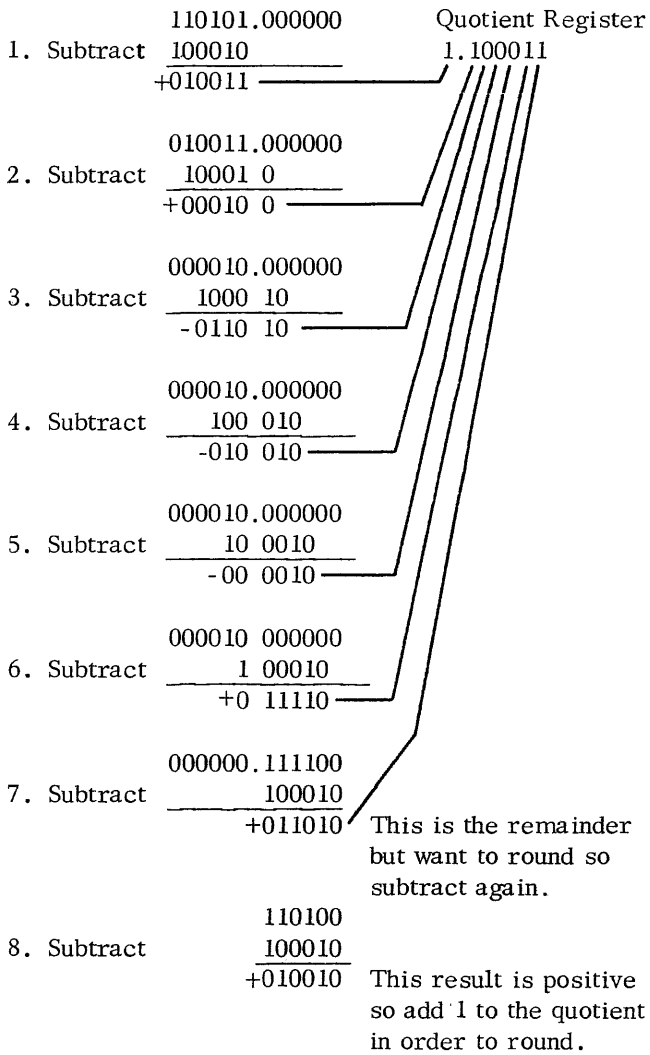 110101.000000 Quotient Register
1. Subtract 100010 1.100011
+010011
010011.000000
2. Subtract 10001 0
+00010 0
000010.000000
3. Subtract 1000 10
-0110 10
000010.000000
4. Subtract 100 010
-010 010
000010.000000
5. Subtract 10 0010
-00 0010
000010 000000
6. Subtract 1 00010
+0 11110
000000.111100
7. Subtract 100010
+011010 This is the remainder
but want to round so
subtract again.
110100
8. Subtract 100010
+010010 This result is positive
so add 1 to the quotient
in order to round.